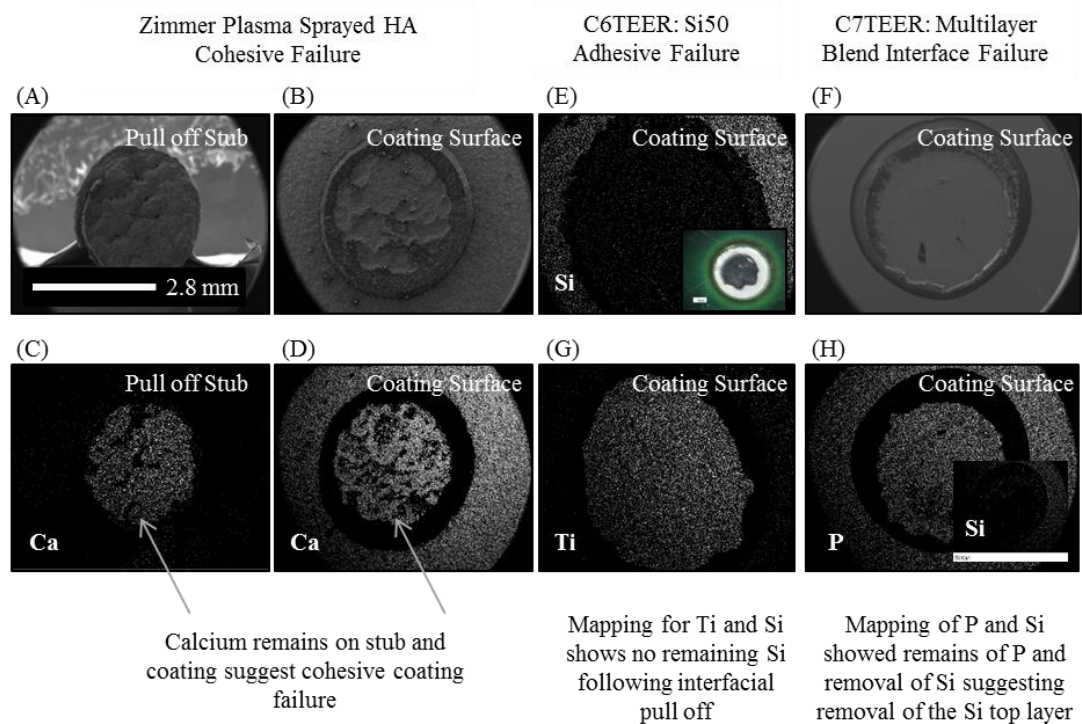 Zimmer Plasma Sprayed HA
Cohesive Failure
C6TEER: Si50
Adhesive Failure
C7TEER: Multilayer
Blend Interface Failure
(A)
(B)
(E)
(F)
Pull off Stub
Coating Surface
Coating Surface
Coating Surface
2.8 mm
Si
(C)
(D)
(G)
(H)
Pull off Stub
Coating Surface
Coating Surface
Coating Surface
Ca
Ca
Ti
P
Si
Calcium remains on stub and
coating suggest cohesive coating
failure
Mapping for Ti and Si
shows no remaining Si
following interfacial
pull off
Mapping of P and Si
showed remains of P and
removal of Si suggesting
removal of the Si top layer